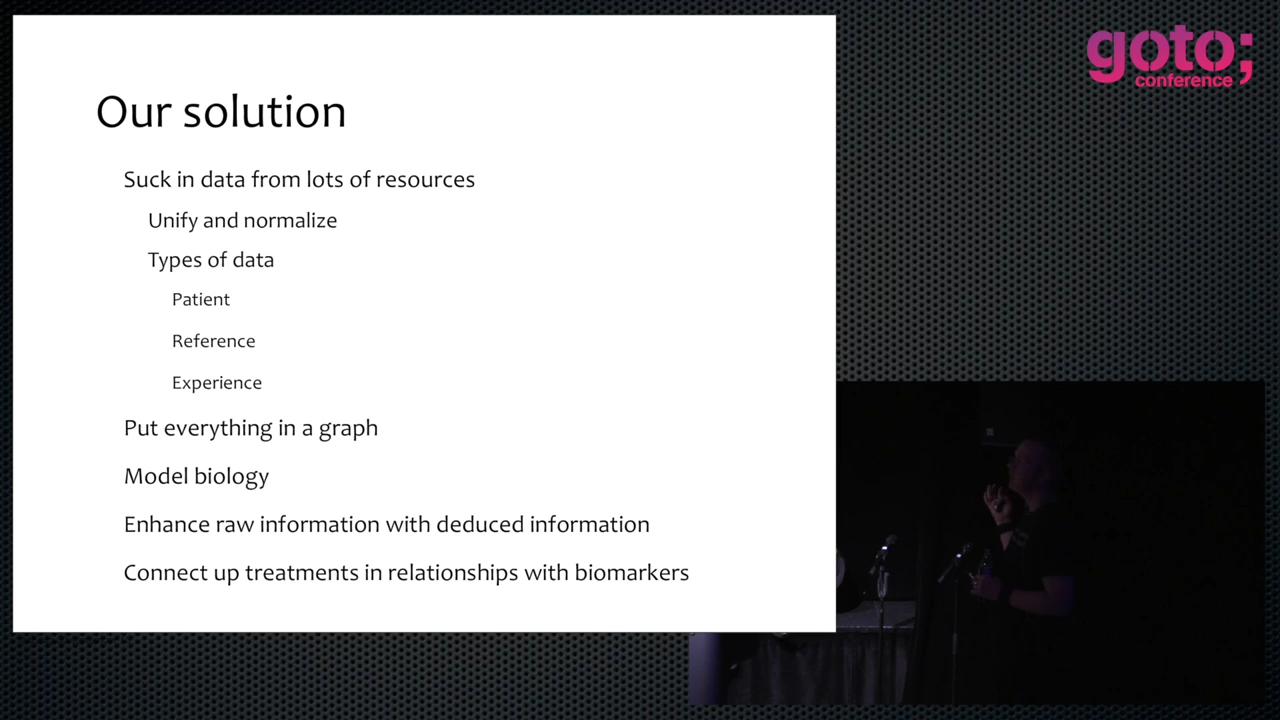 goto;
conference
Our solution
Suck in data from lots of resources
Unify and normalize
Types of data
Patient
Reference
Experience
Put everything in a graph
Model biology
Enhance raw information with deduced information
Connect up treatments in relationships with biomarkers